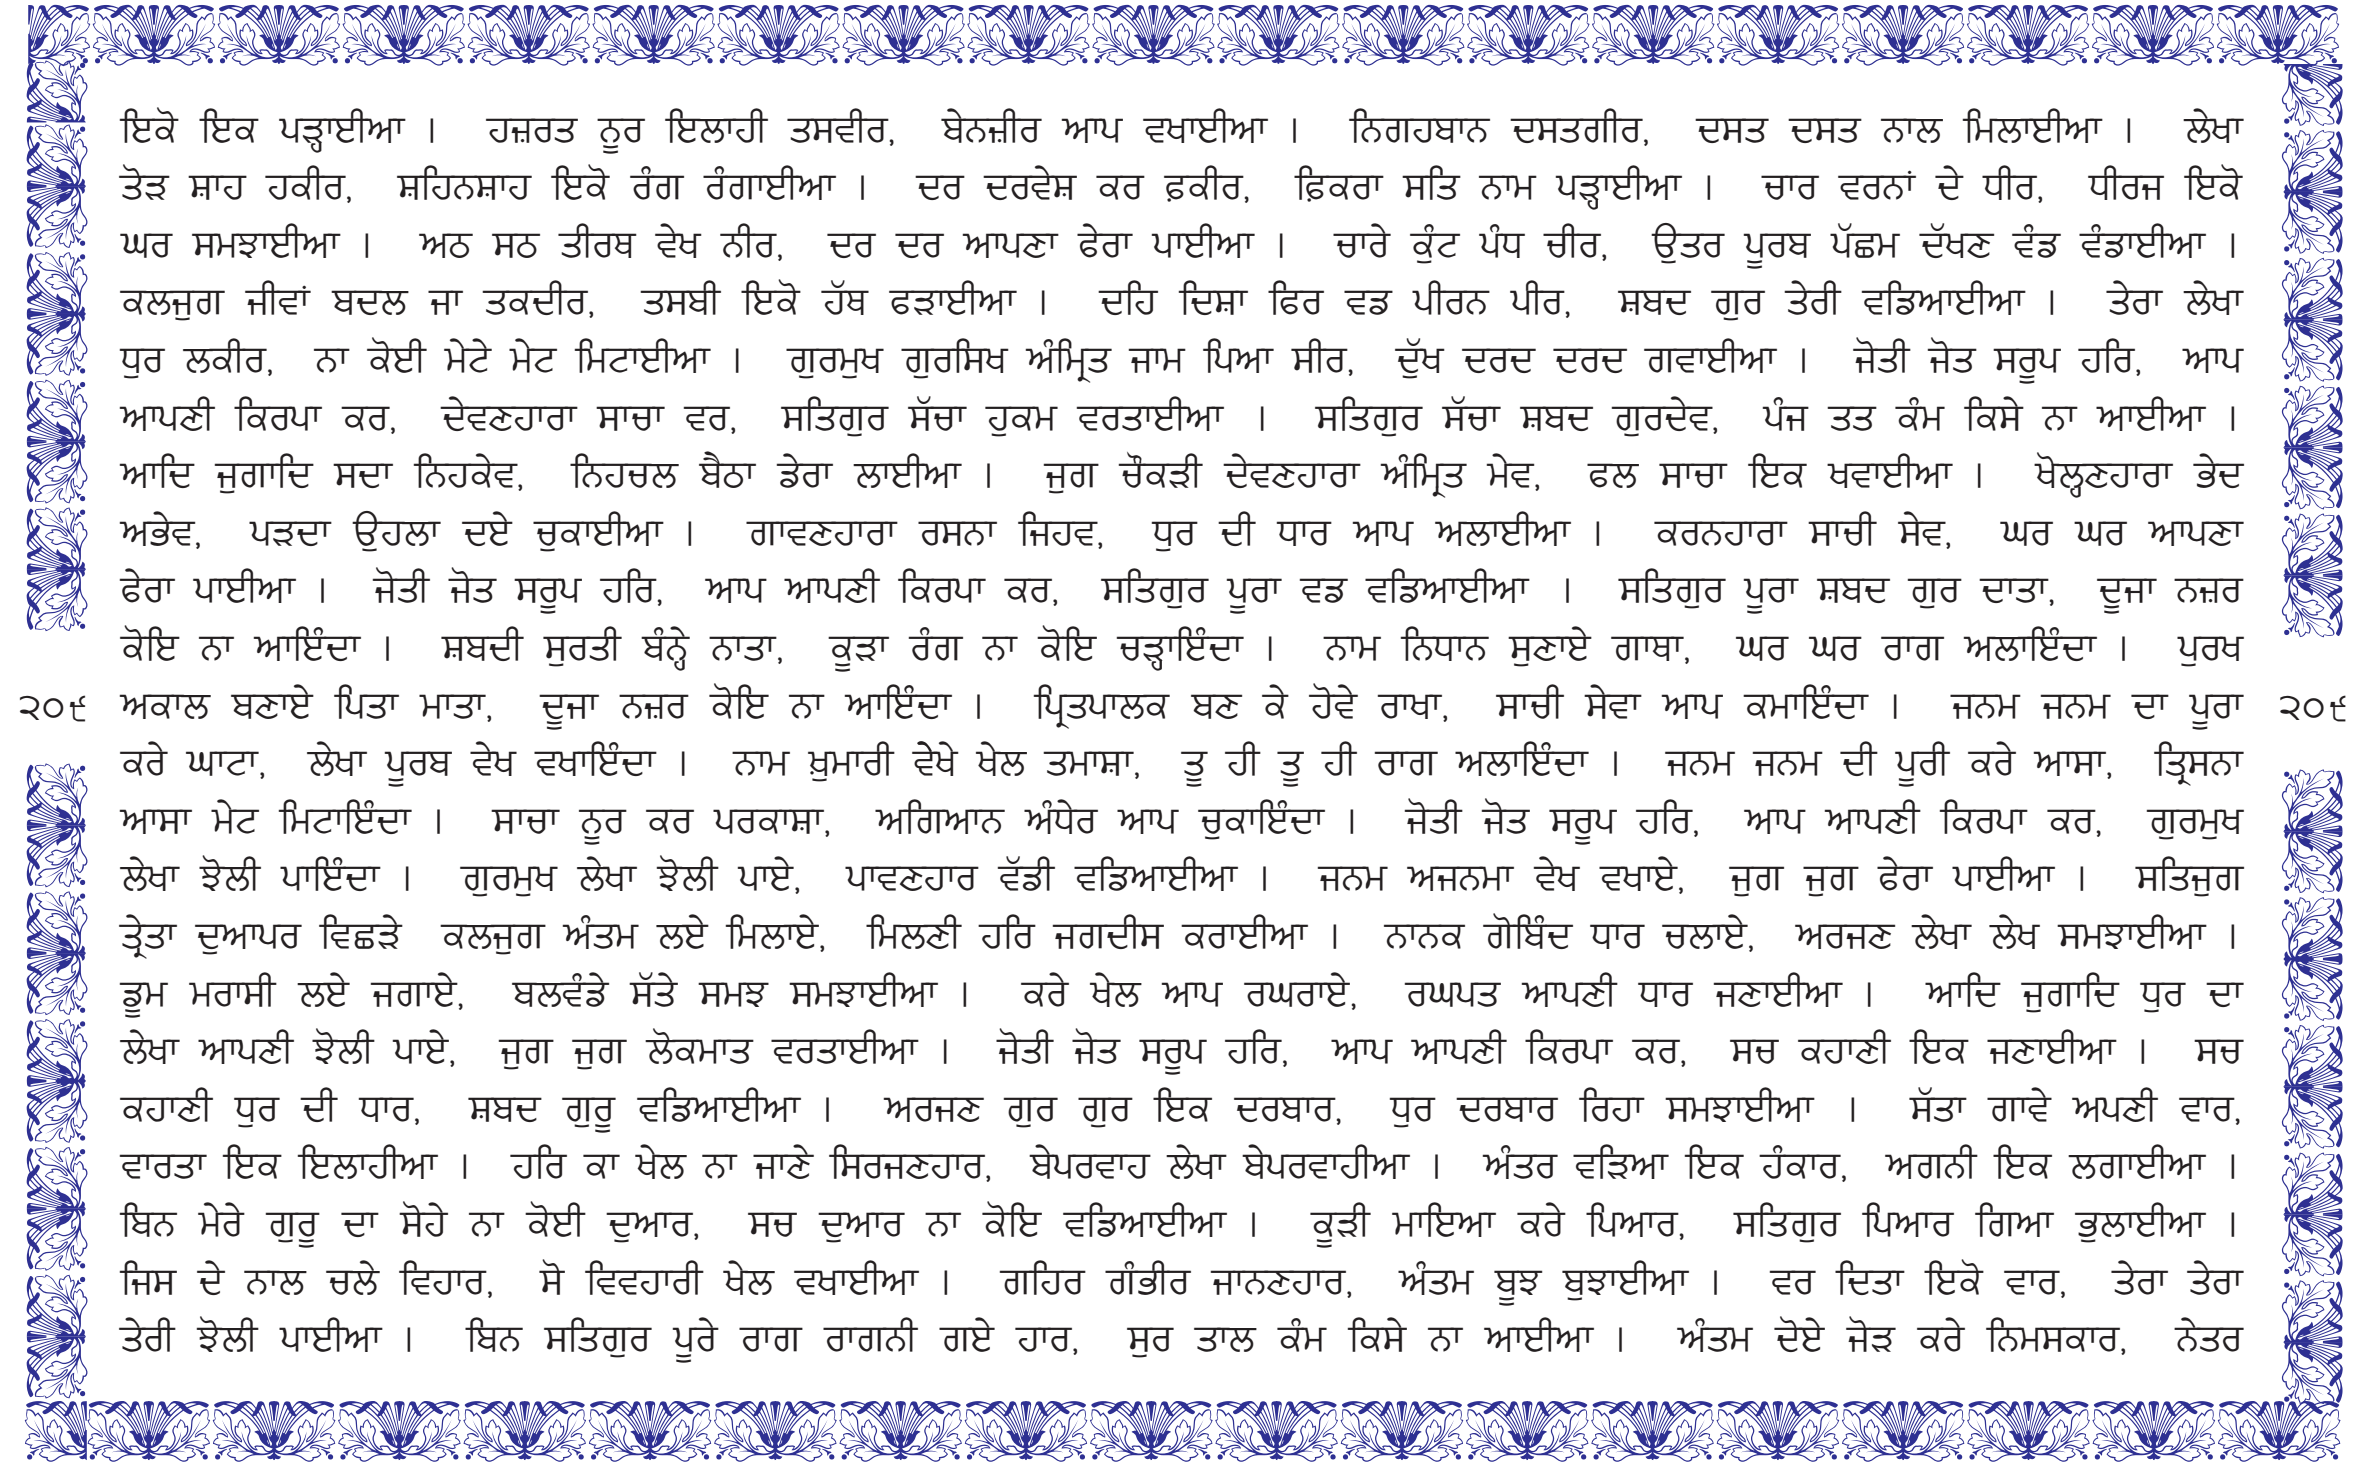 ਇਕੋ ਇਕ ਪੜ੍ਹਾਈਆ । ਹਜ਼ਰਤ ਨੂਰ ਇਲਾਹੀ ਤਸਵੀਰ, ਬੇਨਜ਼ੀਰ ਆਪ ਵਖਾਈਆ । ਨਿਗਹਬਾਨ ਦਸਤਗੀਰ, ਦਸਤ ਦਸਤ ਨਾਲ ਮਿਲਾਈਆ । ਲੇਖਾ
ਤੋੜ ਸ਼ਾਹ ਹਕੀਰ, ਸ਼ਹਿਨਸ਼ਾਹ ਇਕੋ ਰੰਗ ਰੰਗਾਈਆ । ਦਰ ਦਰਵੇਸ਼ ਕਰ ਫ਼ਕੀਰ, ਫ਼ਿਕਰਾ ਸਤਿ ਨਾਮ ਪੜ੍ਹਾਈਆ । ਚਾਰ ਵਰਨਾਂ ਦੇ ਧੀਰ, ਧੀਰਜ ਇਕੋ
ਘਰ ਸਮਝਾਈਆ । ਅਠ ਸਠ ਤੀਰਥ ਵੇਖ ਨੀਰ, ਦਰ ਦਰ ਆਪਣਾ ਫੇਰਾ ਪਾਈਆ । ਚਾਰੇ ਕੁੰਟ ਪੰਧ ਚੀਰ, ਉਤਰ ਪੂਰਬ ਪੱਛਮ ਦੱਖਣ ਵੰਡ ਵੰਡਾਈਆ ।
ਕਲਜੁਗ ਜੀਵਾਂ ਬਦਲ ਜਾ ਤਕਦੀਰ, ਤਸਬੀ ਇਕੋ ਹੱਥ ਫੜਾਈਆ । ਦਹਿ ਦਿਸ਼ਾ ਫਿਰ ਵਡ ਪੀਰਨ ਪੀਰ, ਸ਼ਬਦ ਗੁਰ ਤੇਰੀ ਵਡਿਆਈਆ । ਤੇਰਾ ਲੇਖਾ
ਧੁਰ ਲਕੀਰ, ਨਾ ਕੋਈ ਮੇਟੇ ਮੇਟ ਮਿਟਾਈਆ । ਗੁਰਮੁਖ ਗੁਰਸਿਖ ਅੰਮ੍ਰਿਤ ਜਾਮ ਪਿਆ ਸੀਰ, ਦੁੱਖ ਦਰਦ ਦਰਦ ਗਵਾਈਆ । ਜੋਤੀ ਜੋਤ ਸਰੂਪ ਹਰਿ, ਆਪ
ਆਪਣੀ ਕਿਰਪਾ ਕਰ, ਦੇਵਣਹਾਰਾ ਸਾਚਾ ਵਰ, ਸਤਿਗੁਰ ਸੱਚਾ ਹੁਕਮ ਵਰਤਾਈਆ । ਸਤਿਗੁਰ ਸੱਚਾ ਸ਼ਬਦ ਗੁਰਦੇਵ, ਪੰਜ ਤਤ ਕੰਮ ਕਿਸੇ ਨਾ ਆਈਆ ।
ਆਦਿ ਜੁਗਾਦਿ ਸਦਾ ਨਿਹਕੇਵ, ਨਿਹਚਲ ਬੈਠਾ ਡੇਰਾ ਲਾਈਆ । ਜੁਗ ਚੌਕੜੀ ਦੇਵਣਹਾਰਾ ਅੰਮ੍ਰਿਤ ਮੇਵ, ਫਲ ਸਾਚਾ ਇਕ ਖਵਾਈਆ । ਖੋਲ੍ਹਣਹਾਰਾ ਭੇਦ
ਅਭੇਵ, ਪੜਦਾ ਉਹਲਾ ਦਏ ਚੁਕਾਈਆ । ਗਾਵਣਹਾਰਾ ਰਸਨਾ ਜਿਹਵ, ਧੁਰ ਦੀ ਧਾਰ ਆਪ ਅਲਾਈਆ । ਕਰਨਹਾਰਾ ਸਾਚੀ ਸੇਵ, ਘਰ ਘਰ ਆਪਣਾ
ਫੇਰਾ ਪਾਈਆ । ਜੋਤੀ ਜੋਤ ਸਰੂਪ ਹਰਿ, ਆਪ ਆਪਣੀ ਕਿਰਪਾ ਕਰ, ਸਤਿਗੁਰ ਪੂਰਾ ਵਡ ਵਡਿਆਈਆ । ਸਤਿਗੁਰ ਪੂਰਾ ਸ਼ਬਦ ਗੁਰ ਦਾਤਾ, ਦੂਜਾ ਨਜ਼ਰ
ਕੋਇ ਨਾ ਆਇੰਦਾ । ਸ਼ਬਦੀ ਸੁਰਤੀ ਬੰਨ੍ਹੇ ਨਾਤਾ, ਕੂੜਾ ਰੰਗ ਨਾ ਕੋਇ ਚੜ੍ਹਾਇੰਦਾ । ਨਾਮ ਨਿਧਾਨ ਸੁਣਾਏ ਗਾਥਾ, ਘਰ ਘਰ ਰਾਗ ਅਲਾਇੰਦਾ । ਪੁਰਖ
੨੦੯ ਅਕਾਲ ਬਣਾਏ ਪਿਤਾ ਮਾਤਾ, ਦੂਜਾ ਨਜ਼ਰ ਕੋਇ ਨਾ ਆਇੰਦਾ । ਪ੍ਰਿਤਪਾਲਕ ਬਣ ਕੇ ਹੋਵੇ ਰਾਖਾ, ਸਾਚੀ ਸੇਵਾ ਆਪ ਕਮਾਇੰਦਾ । ਜਨਮ ਜਨਮ ਦਾ ਪੂਰਾ ੨੦੯
ਕਰੇ ਘਾਟਾ, ਲੇਖਾ ਪੂਰਬ ਵੇਖ ਵਖਾਇੰਦਾ । ਨਾਮ ਖ਼ੁਮਾਰੀ ਵੇਖੇ ਖੇਲ ਤਮਾਸ਼ਾ, ਤੂ ਹੀ ਤੂ ਹੀ ਰਾਗ ਅਲਾਇੰਦਾ । ਜਨਮ ਜਨਮ ਦੀ ਪੂਰੀ ਕਰੇ ਆਸਾ, ਤ੍ਰਿਸਨਾ
ਆਸਾ ਮੇਟ ਮਿਟਾਇੰਦਾ । ਸਾਚਾ ਨੂਰ ਕਰ ਪਰਕਾਸ਼ਾ, ਅਗਿਆਨ ਅੰਧੇਰ ਆਪ ਚੁਕਾਇੰਦਾ । ਜੋਤੀ ਜੋਤ ਸਰੂਪ ਹਰਿ, ਆਪ ਆਪਣੀ ਕਿਰਪਾ ਕਰ, ਗੁਰਮੁਖ
ਲੇਖਾ ਝੋਲੀ ਪਾਇੰਦਾ । ਗੁਰਮੁਖ ਲੇਖਾ ਝੋਲੀ ਪਾਏ, ਪਾਵਣਹਾਰ ਵੱਡੀ ਵਡਿਆਈਆ । ਜਨਮ ਅਜਨਮਾ ਵੇਖ ਵਖਾਏ, ਜੁਗ ਜੁਗ ਫੇਰਾ ਪਾਈਆ । ਸਤਿਜੁਗ
ਤ੍ਰੇਤਾ ਦੁਆਪਰ ਵਿਛੜੇ ਕਲਜੁਗ ਅੰਤਮ ਲਏ ਮਿਲਾਏ, ਮਿਲਣੀ ਹਰਿ ਜਗਦੀਸ ਕਰਾਈਆ । ਨਾਨਕ ਗੋਬਿੰਦ ਧਾਰ ਚਲਾਏ, ਅਰਜਣ ਲੇਖਾ ਲੇਖ ਸਮਝਾਈਆ ।
ਡੂਮ ਮਰਾਸੀ ਲਏ ਜਗਾਏ, ਬਲਵੰਡੇ ਸੱਤੇ ਸਮਝ ਸਮਝਾਈਆ । ਕਰੇ ਖੇਲ ਆਪ ਰਘਰਾਏ, ਰਘਪਤ ਆਪਣੀ ਧਾਰ ਜਣਾਈਆ । ਆਦਿ ਜੁਗਾਦਿ ਧੁਰ ਦਾ
ਲੇਖਾ ਆਪਣੀ ਝੋਲੀ ਪਾਏ, ਜੁਗ ਜੁਗ ਲੋਕਮਾਤ ਵਰਤਾਈਆ । ਜੋਤੀ ਜੋਤ ਸਰੂਪ ਹਰਿ, ਆਪ ਆਪਣੀ ਕਿਰਪਾ ਕਰ, ਸਚ ਕਹਾਣੀ ਇਕ ਜਣਾਈਆ । ਸਚ
ਕਹਾਣੀ ਧੁਰ ਦੀ ਧਾਰ, ਸ਼ਬਦ ਗੁਰੂ ਵਡਿਆਈਆ । ਅਰਜਣ ਗੁਰ ਗੁਰ ਇਕ ਦਰਬਾਰ, ਧੁਰ ਦਰਬਾਰ ਰਿਹਾ ਸਮਝਾਈਆ । ਸੱਤਾ ਗਾਵੇ ਅਪਣੀ ਵਾਰ,
ਵਾਰਤਾ ਇਕ ਇਲਾਹੀਆ । ਹਰਿ ਕਾ ਖੇਲ ਨਾ ਜਾਣੇ ਸਿਰਜਣਹਾਰ, ਬੇਪਰਵਾਹ ਲੇਖਾ ਬੇਪਰਵਾਹੀਆ । ਅੰਤਰ ਵੜਿਆ ਇਕ ਹੰਕਾਰ, ਅਗਨੀ ਇਕ ਲਗਾਈਆ ।
ਬਿਨ ਮੇਰੇ ਗੁਰੂ ਦਾ ਸੋਹੇ ਨਾ ਕੋਈ ਦੁਆਰ, ਸਚ ਦੁਆਰ ਨਾ ਕੋਇ ਵਡਿਆਈਆ । ਕੂੜੀ ਮਾਇਆ ਕਰੇ ਪਿਆਰ, ਸਤਿਗੁਰ ਪਿਆਰ ਗਿਆ ਭੁਲਾਈਆ ।
ਜਿਸ ਦੇ ਨਾਲ ਚਲੇ ਵਿਹਾਰ, ਸੋ ਵਿਵਹਾਰੀ ਖੇਲ ਵਖਾਈਆ । ਗਹਿਰ ਗੰਭੀਰ ਜਾਨਣਹਾਰ, ਅੰਤਮ ਬੂਝ ਬੁਝਾਈਆ । ਵਰ ਦਿਤਾ ਇਕੋ ਵਾਰ, ਤੇਰਾ ਤੇਰਾ
ਤੇਰੀ ਝੋਲੀ ਪਾਈਆ । ਬਿਨ ਸਤਿਗੁਰ ਪੂਰੇ ਰਾਗ ਰਾਗਨੀ ਗਏ ਹਾਰ, ਸੁਰ ਤਾਲ ਕੰਮ ਕਿਸੇ ਨਾ ਆਈਆ । ਅੰਤਮ ਦੋਏ ਜੋੜ ਕਰੇ ਨਿਮਸਕਾਰ, ਨੇਤਰ